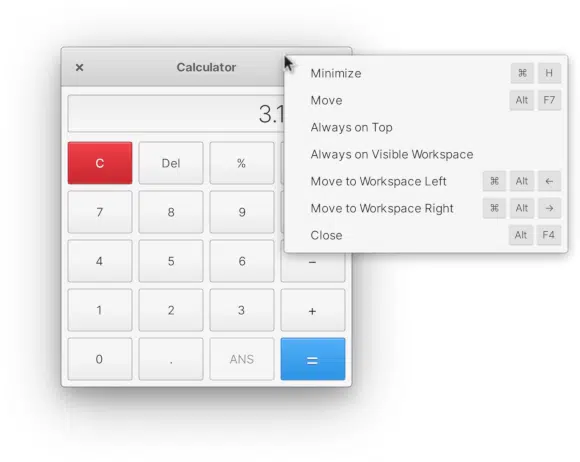 × Calculator
3.1
C Del %
7 8 9
4 5 6 −
1 2 3 +
0 . ANS =
Minimize ⌘ H
Move Alt F7
Always on Top
Always on Visible Workspace
Move to Workspace Left ⌘ Alt ←
Move to Workspace Right ⌘ Alt →
Close Alt F4